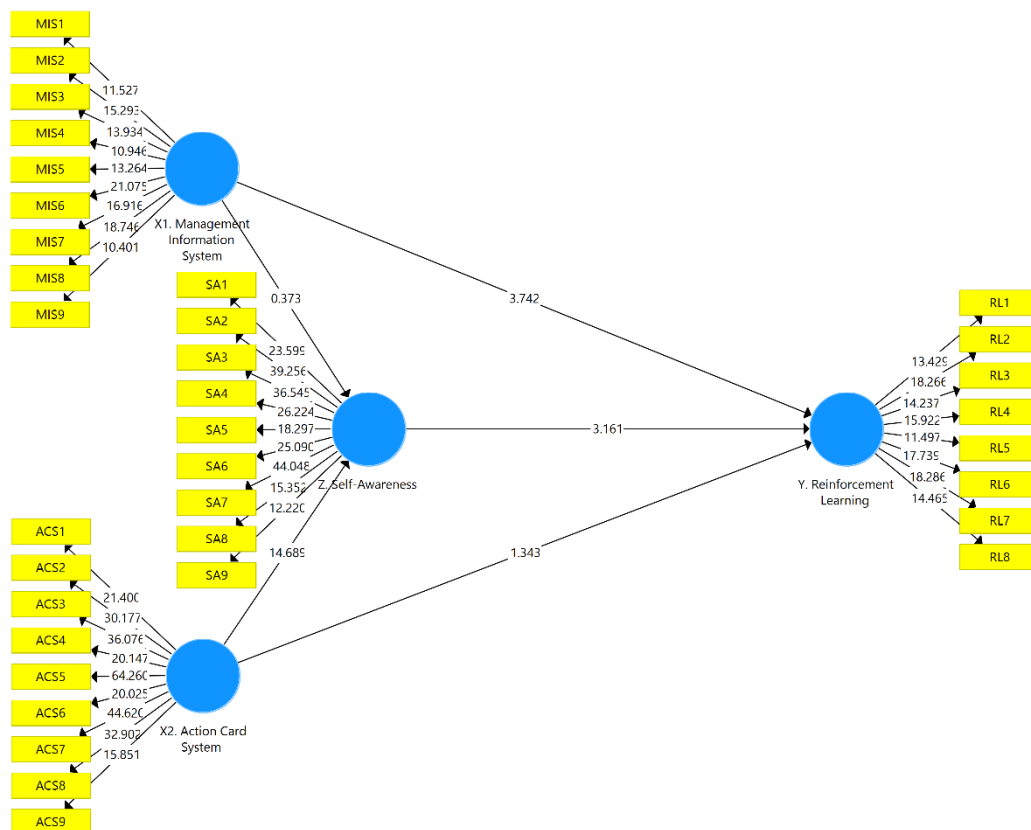 MIS1
MIS2
MIS3
MIS4
MIS5
MIS6
MIS7
MIS8
MIS9
11.527
15.293
13.934
10.946
13.264
21.075
16.916
18.746
10.401
X1. Management
Information
System
0.373
3.742
SA1
SA2
SA3
SA4
SA5
SA6
SA7
SA8
SA9
23.599
39.256
36.545
26.224
18.297
25.090
44.048
15.352
12.220
Z. Self-Awareness
14.689
3.161
1.343
RL1
RL2
RL3
RL4
RL5
RL6
RL7
RL8
13.429
18.266
14.237
15.922
11.497
17.739
18.286
14.465
Y. Reinforcement
Learning
ACS1
ACS2
ACS3
ACS4
ACS5
ACS6
ACS7
ACS8
ACS9
21.400
30.177
36.076
20.147
64.260
20.025
44.620
32.902
15.851
X2. Action Card
System